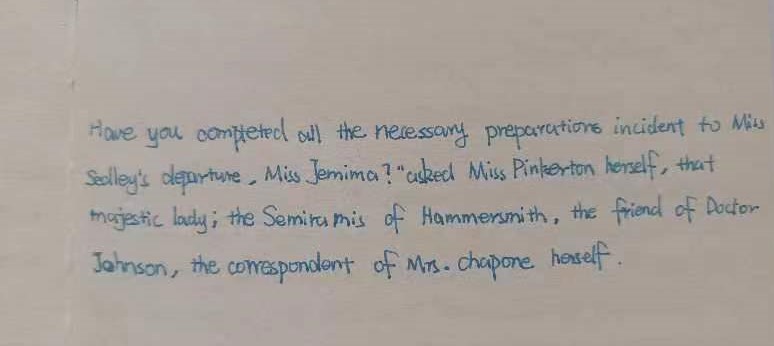 Have you completed all the necessary preparations incident to Miss
Sedley's departure, Miss Jemima?" asked Miss Pinkerton herself, that
majestic lady; the Semiramis of Hammersmith, the friend of Doctor
Johnson, the correspondent of Mrs. Chapone herself.